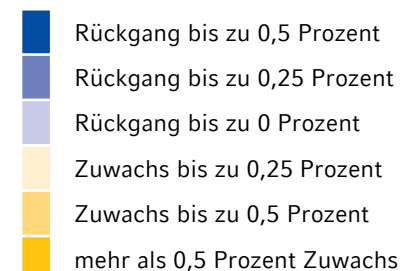 Rückgang bis zu 0,5 Prozent
Rückgang bis zu 0,25 Prozent
Rückgang bis zu 0 Prozent
Zuwachs bis zu 0,25 Prozent
Zuwachs bis zu 0,5 Prozent
mehr als 0,5 Prozent Zuwachs